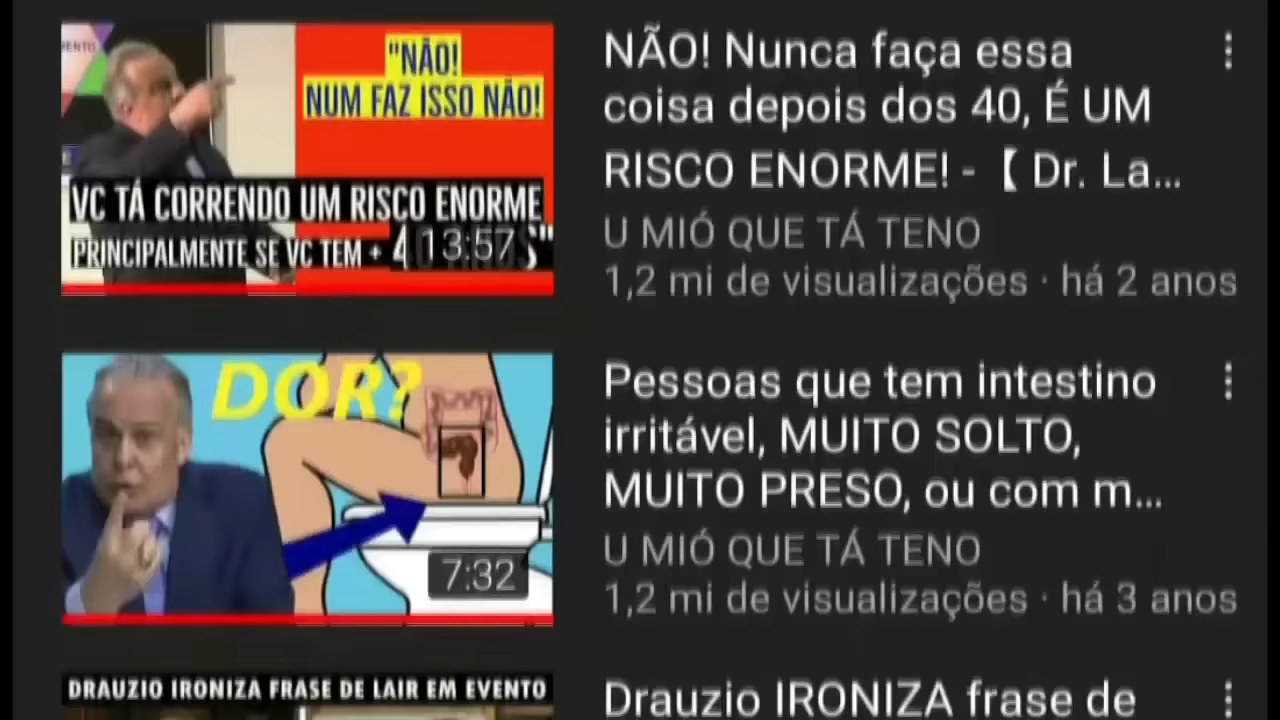 ENTO
"NÃO!
NUM FAZ ISSO NÃO!
VC TÁ CORRENDO UM RISCO ENORME
PRINCIPALMENTE SE VC TEM + 4
13:57
NÃO! Nunca faça essa
coisa depois dos 40, É UM
RISCO ENORME! - 【 Dr. La...
U MIÓ QUE TÁ TENO
1,2 mi de visualizações · há 2 anos
DOR?
7:32
Pessoas que tem intestino
irritável, MUITO SOLTO,
MUITO PRESO, ou com m...
U MIÓ QUE TÁ TENO
1,2 mi de visualizações · há 3 anos
DRAUZIO IRONIZA FRASE DE LAIR EM EVENTO
Drauzio IRONIZA frase de